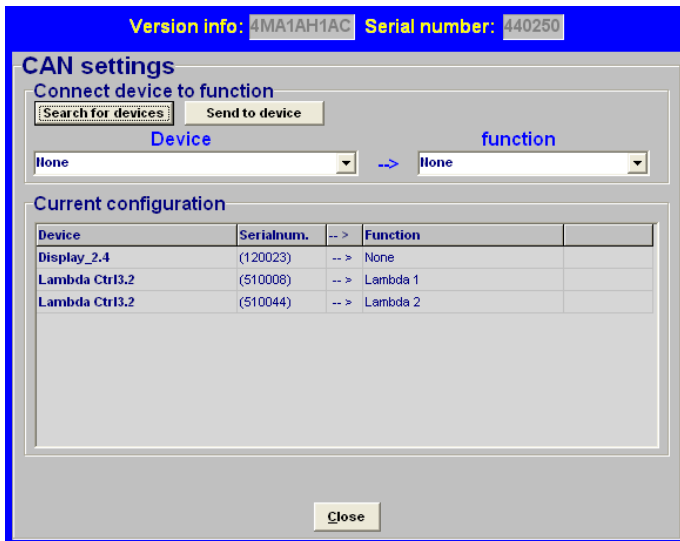 Version info: 4MA1AH1AC Serial number: 440250
CAN settings
Connect device to function
Search for devices Send to device
Device function
None --> None
Current configuration
Device Serialnum. -- > Function
Display_2.4 (120023) -- > None
Lambda Ctrl3.2 (510008) -- > Lambda 1
Lambda Ctrl3.2 (510044) -- > Lambda 2
Close